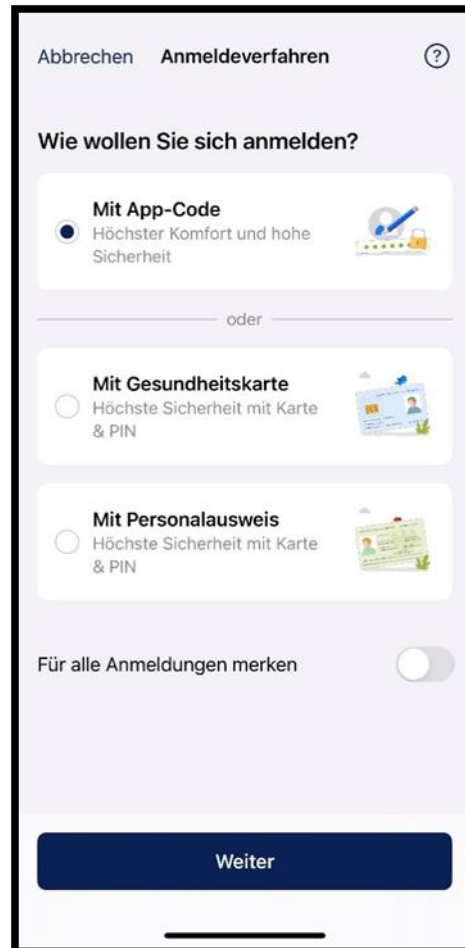 Abbrechen Anmeldeverfahren ?
Wie wollen Sie sich anmelden?
Mit App-Code
Höchster Komfort und hohe
Sicherheit
oder
Mit Gesundheitskarte
Höchste Sicherheit mit Karte
& PIN
Mit Personalausweis
Höchste Sicherheit mit Karte
& PIN
Für alle Anmeldungen merken
Weiter